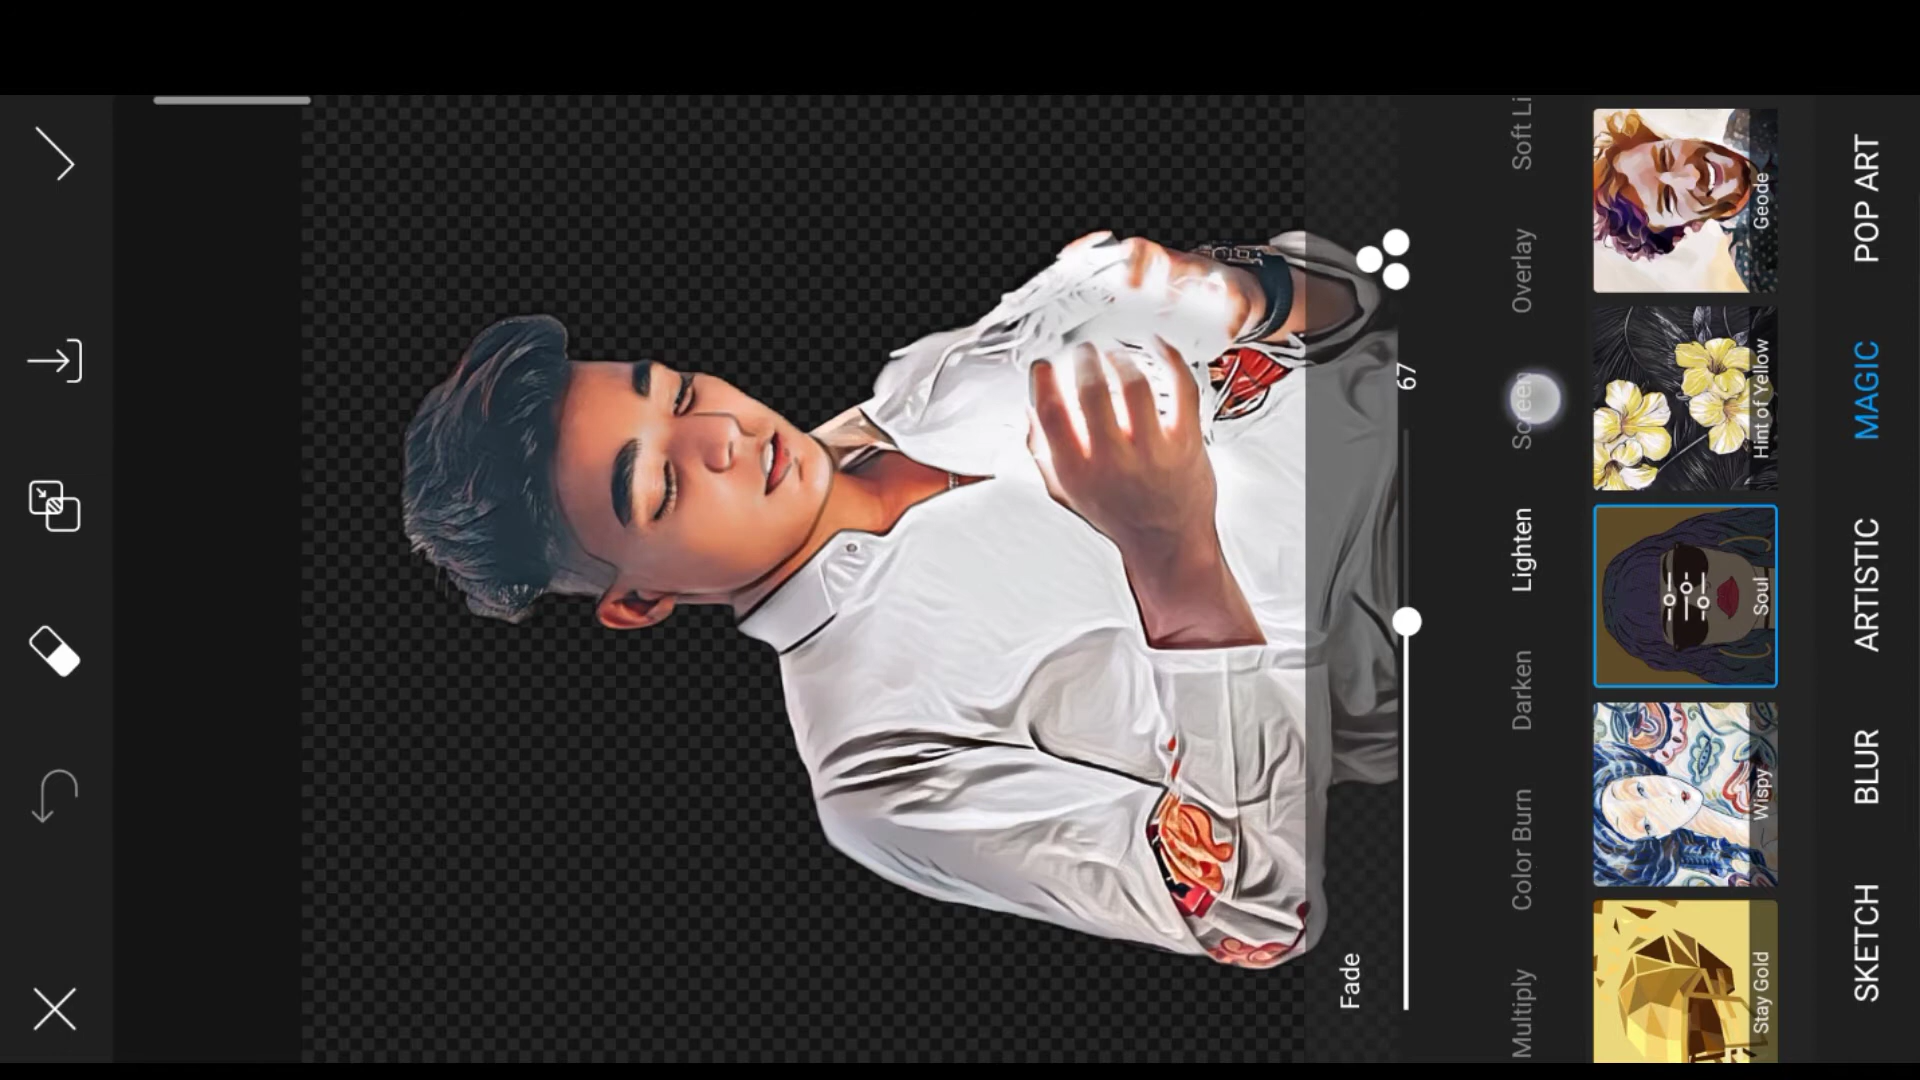 Fade
67
Multiply
Color Burn
Darken
Lighten
Screen
Overlay
Soft Li
Stay Gold
Wispy
Soul
Hint of Yellow
Geode
SKETCH
BLUR
ARTISTIC
MAGIC
POP ART